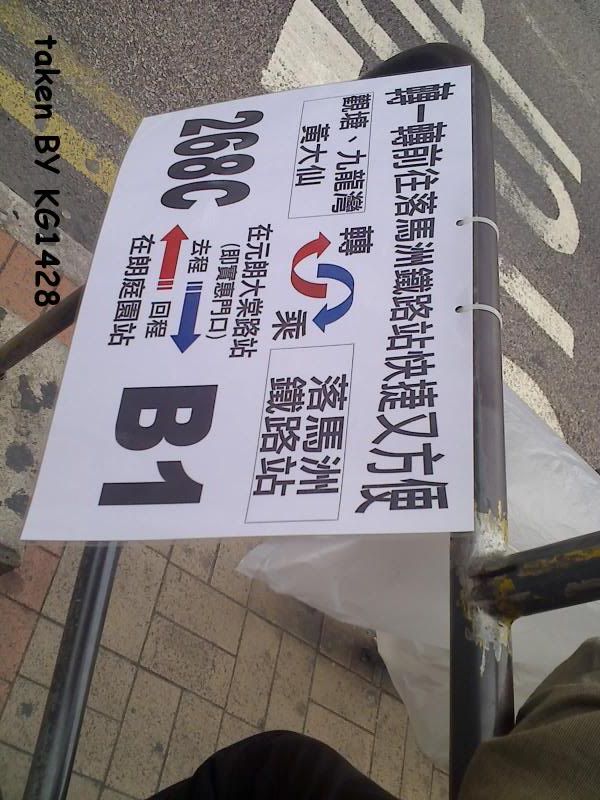 轉一轉前往落馬洲鐵路站快捷又方便
觀塘、九龍灣
黃大仙
轉
乘
落馬洲
鐵路站
268C
在元朗大棠路站
(即實惠門口)
去程
回程
在朗庭園站
B1
taken BY KG1428